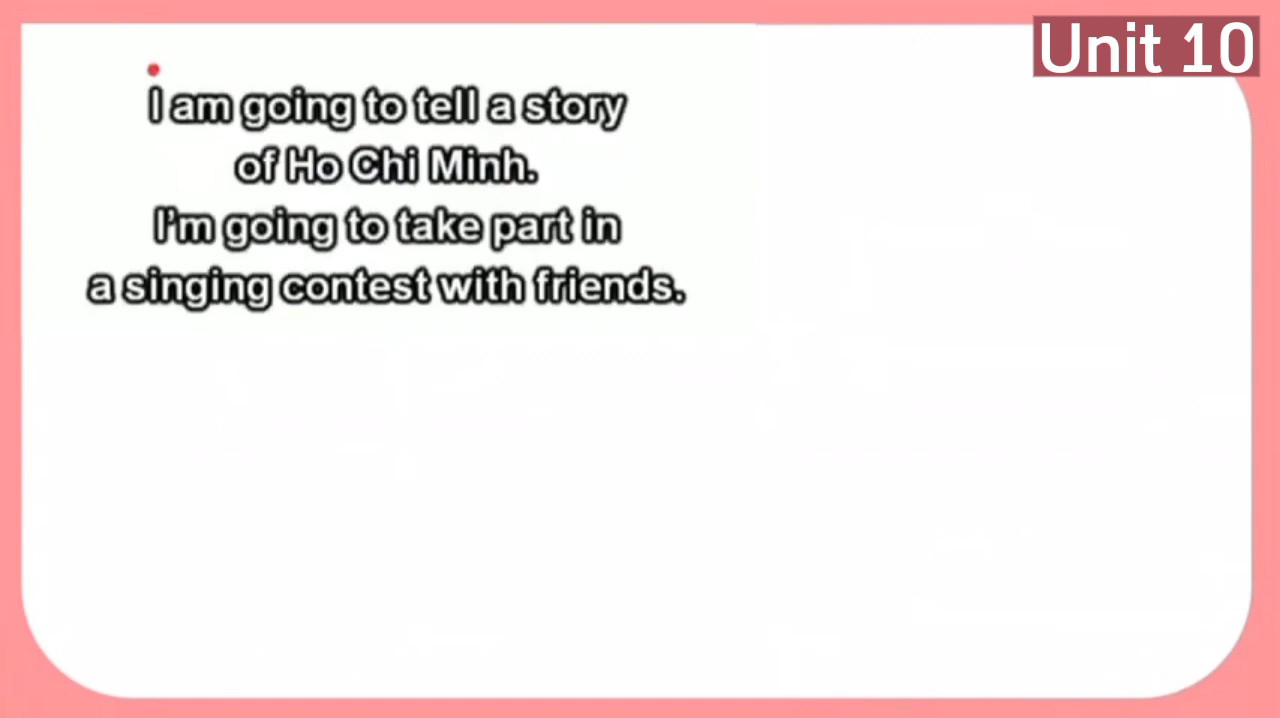 Unit 10
I am going to tell a story
of Ho Chi Minh.
I'm going to take part in
a singing contest with friends.